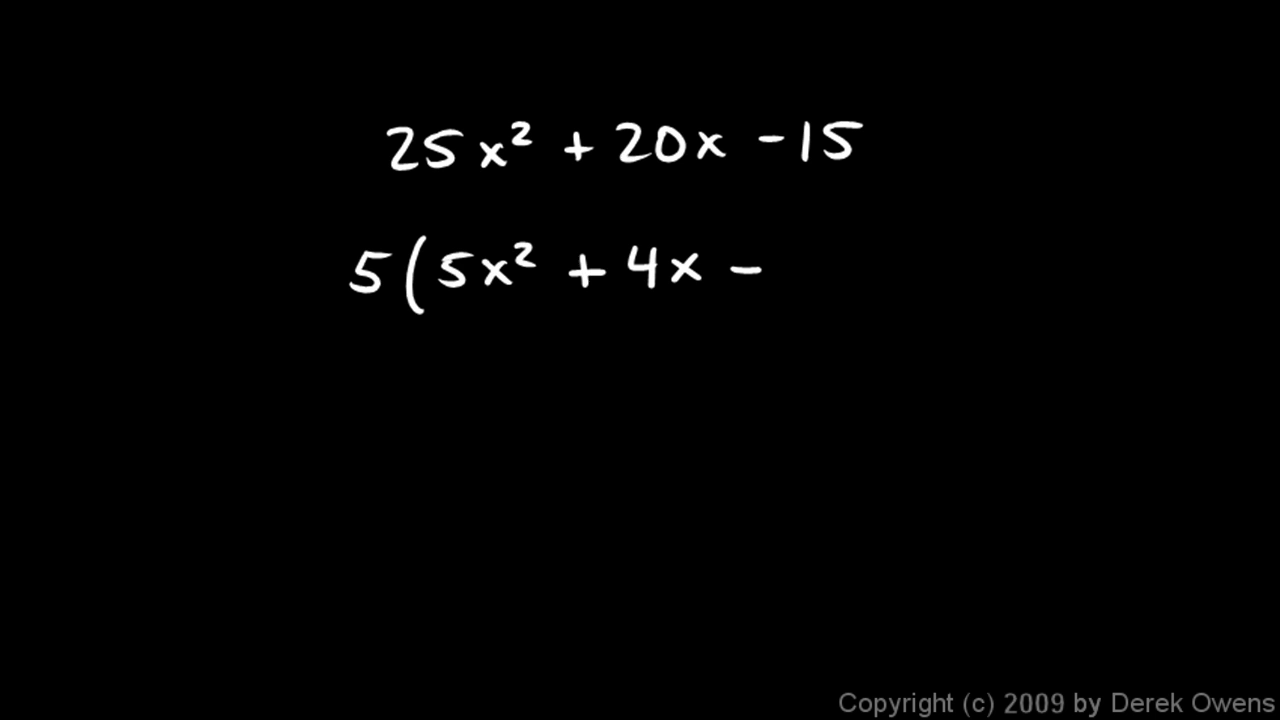 25x² + 20x - 15
5(5x² + 4x -
Copyright (c) 2009 by Derek Owens